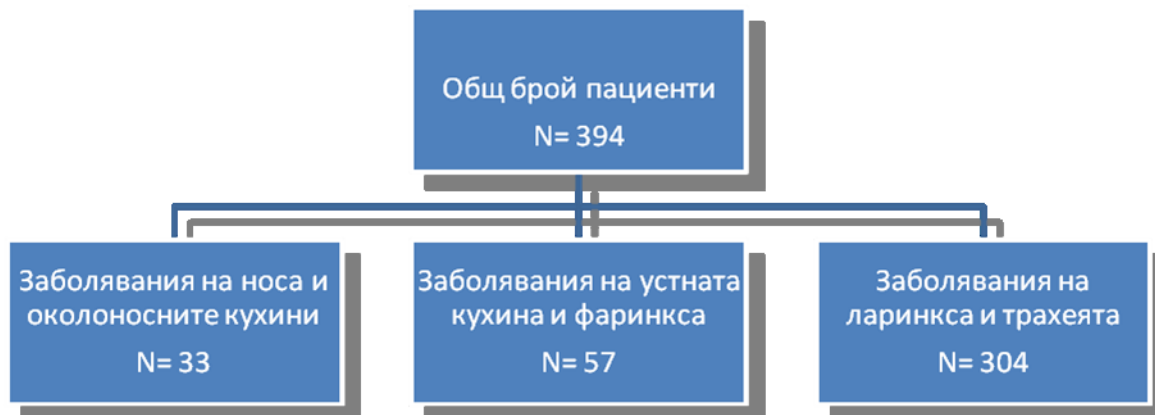 Общ брой пациенти
N= 394
Заболявания на носа и
околоносните кухини
N= 33
Заболявания на устната
кухина и фаринкса
N= 57
Заболявания на
ларинкса и трахеята
N= 304